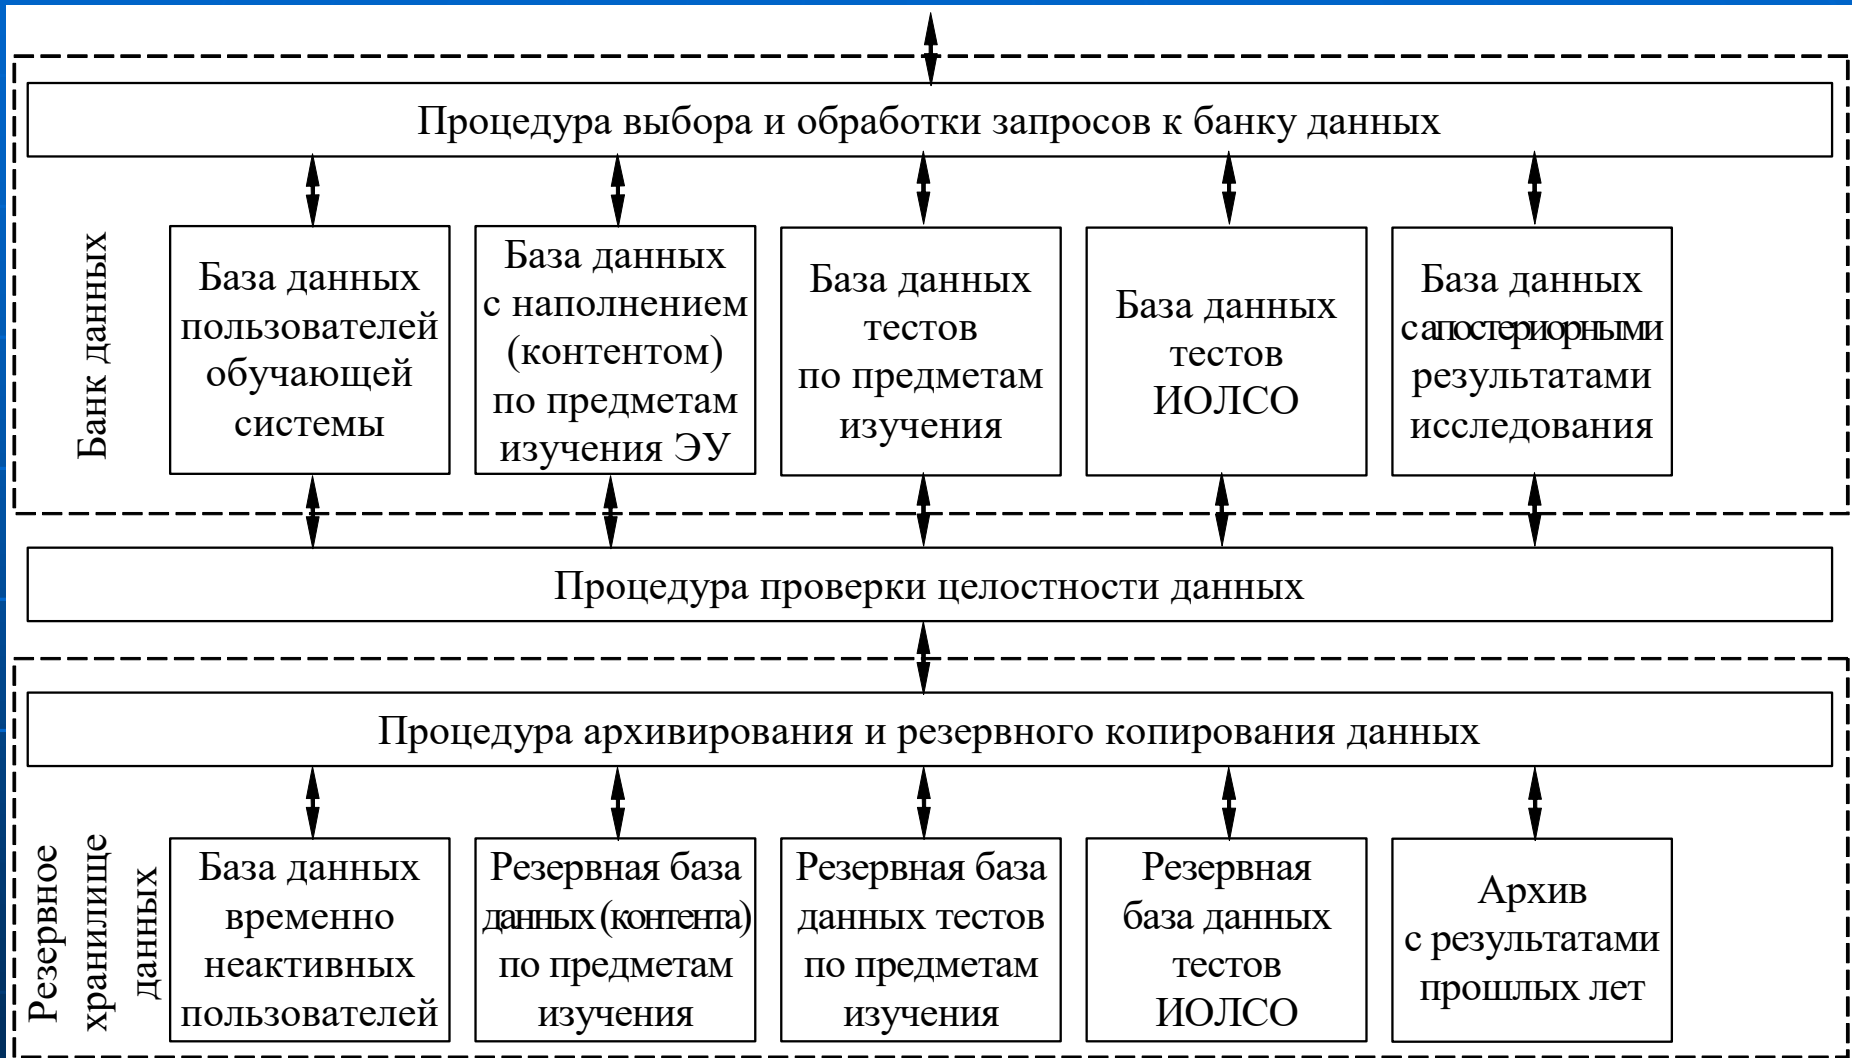 Процедура выбора и обработки запросов к банку данных
Банк данных
База данных
пользователей
обучающей
системы
База данных
с наполнением
(контентом)
по предметам
изучения ЭУ
База данных
тестов
по предметам
изучения
База данных
тестов
ИОЛСО
База данных
с апостериорными
результатами
исследования
Процедура проверки целостности данных
Процедура архивирования и резервного копирования данных
Резервное
хранилище
данных
База данных
временно
неактивных
пользователей
Резервная база
данных (контента)
по предметам
изучения
Резервная база
данных тестов
по предметам
изучения
Резервная
база данных
тестов
ИОЛСО
Архив
с результатами
прошлых лет